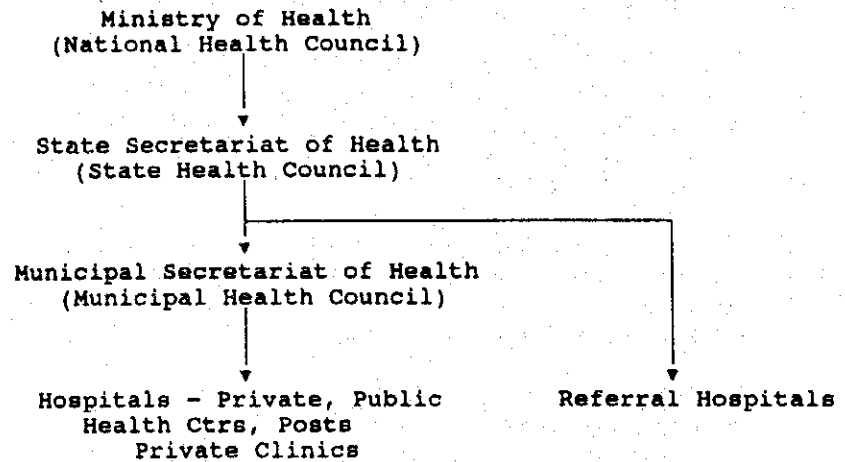 Ministry of Health
(National Health Council)
State Secretariat of Health
(State Health Council)
Municipal Secretariat of Health
(Municipal Health Council)
Hospitals - Private, Public
Health Ctrs, Posts
Private Clinics
Referral Hospitals